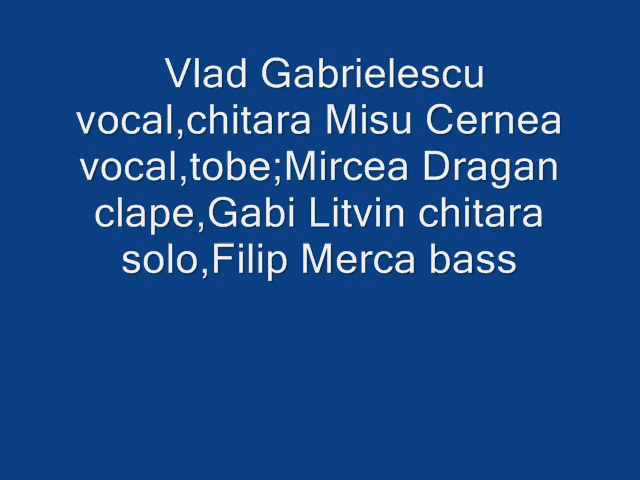 Vlad Gabrielescu
vocal,chitara Misu Cernea
vocal,tobe;Mircea Dragan
clape,Gabi Litvin chitara
solo,Filip Merca bass